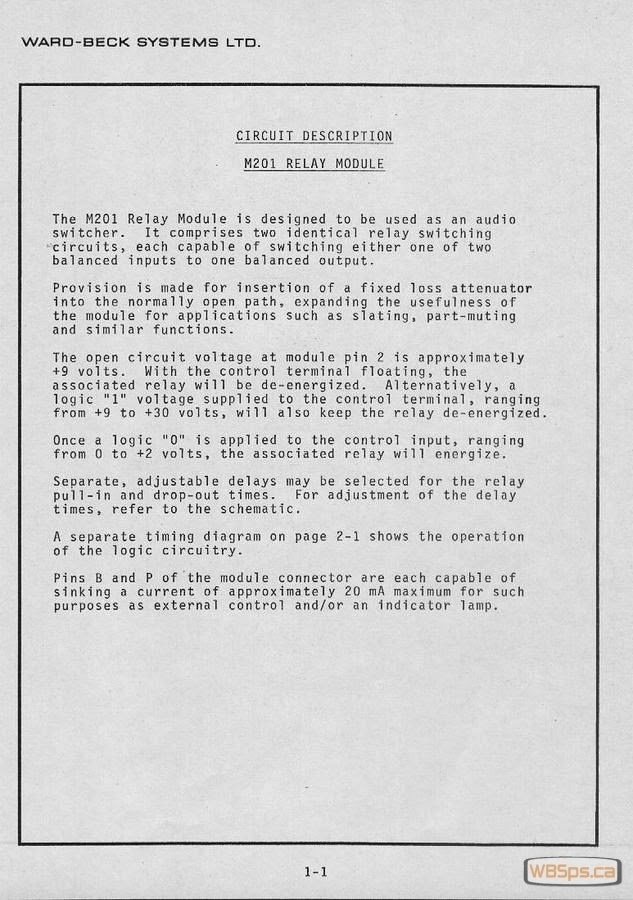 WARD-BECK SYSTEMS LTD.
CIRCUIT DESCRIPTION
M201 RELAY MODULE
The M201 Relay Module is designed to be used as an audio
switcher. It comprises two identical relay switching
circuits, each capable of switching either one of two
balanced inputs to one balanced output.
Provision is made for insertion of a fixed loss attenuator
into the normally open path, expanding the usefulness of
the module for applications such as slating, part-muting
and similar functions.
The open circuit voltage at module pin 2 is approximately
+9 volts. With the control terminal floating, the
associated relay will be de-energized. Alternatively, a
logic "1" voltage supplied to the control terminal, ranging
from +9 to +30 volts, will also keep the relay de-energized.
Once a logic "0" is applied to the control input, ranging
from 0 to +2 volts, the associated relay will energize.
Separate, adjustable delays may be selected for the relay
pull-in and drop-out times. For adjustment of the delay
times, refer to the schematic.
A separate timing diagram on page 2-1 shows the operation
of the logic circuitry.
Pins B and P of the module connector are each capable of
sinking a current of approximately 20 mA maximum for such
purposes as external control and/or an indicator lamp.
1-1
WBSps.ca